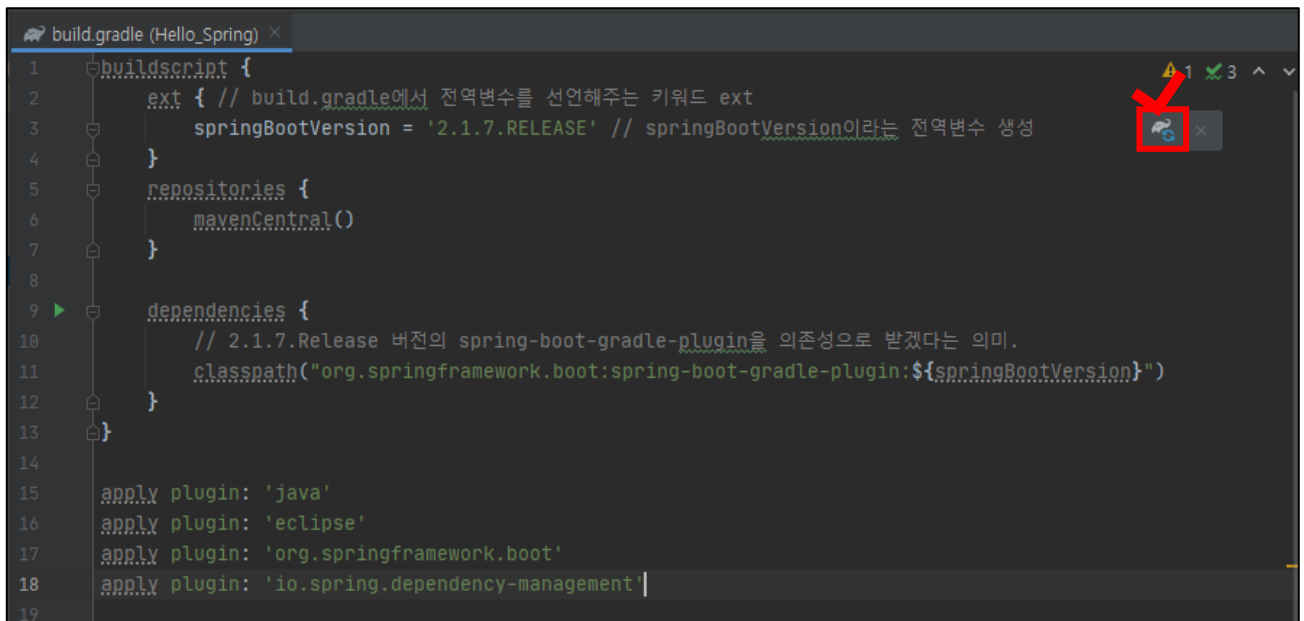 build.gradle (Hello_Spring)
1 buildscript {
1 3
2 ext { // build.gradle에서 전역변수를 선언해주는 키워드 ext
3 springBootVersion = '2.1.7.RELEASE' // springBootVersion이라는 전역변수 생성
4 }
5 repositories {
6 mavenCentral()
7 }
8
9 dependencies {
10 // 2.1.7.Release 버전의 spring-boot-gradle-plugin을 의존성으로 받겠다는 의미.
11 classpath("org.springframework.boot:spring-boot-gradle-plugin:${springBootVersion}")
12 }
13 }
14
15 apply plugin: 'java'
16 apply plugin: 'eclipse'
17 apply plugin: 'org.springframework.boot'
18 apply plugin: 'io.spring.dependency-management'
19